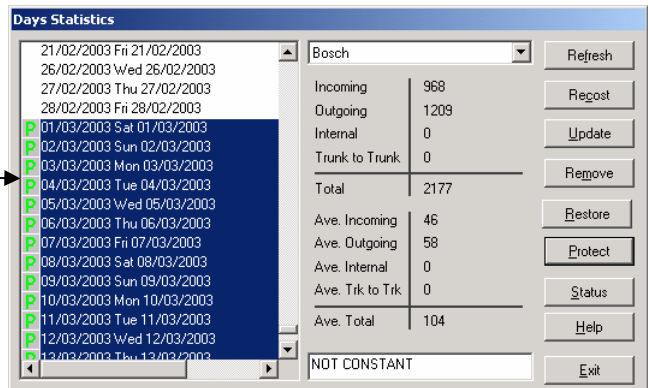 Days Statistics
21/02/2003 Fri 21/02/2003
26/02/2003 Wed 26/02/2003
27/02/2003 Thu 27/02/2003
28/02/2003 Fri 28/02/2003
P 01/03/2003 Sat 01/03/2003
P 02/03/2003 Sun 02/03/2003
P 03/03/2003 Mon 03/03/2003
P 04/03/2003 Tue 04/03/2003
P 05/03/2003 Wed 05/03/2003
P 06/03/2003 Thu 06/03/2003
P 07/03/2003 Fri 07/03/2003
P 08/03/2003 Sat 08/03/2003
P 09/03/2003 Sun 09/03/2003
P 10/03/2003 Mon 10/03/2003
P 11/03/2003 Tue 11/03/2003
P 12/03/2003 Wed 12/03/2003
P 13/03/2003 Thu 13/03/2003
Bosch
Incoming 968
Outgoing 1209
Internal 0
Trunk to Trunk 0
Total 2177
Ave. Incoming 46
Ave. Outgoing 58
Ave. Internal 0
Ave. Trk to Trk 0
Ave. Total 104
NOT CONSTANT
Refresh
Recost
Update
Remove
Restore
Protect
Status
Help
Exit